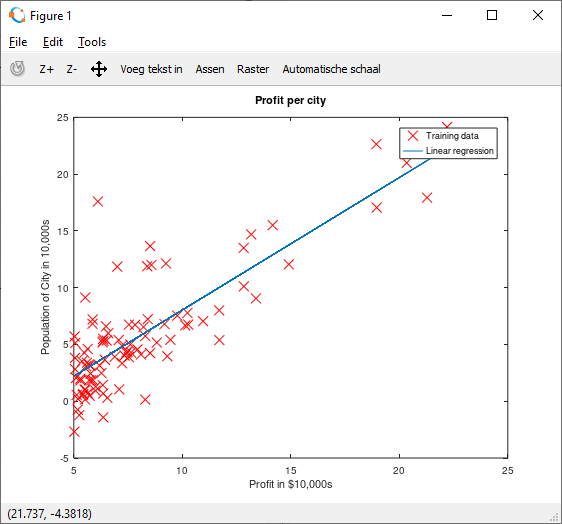 Figure 1
File Edit Tools
Z+ Z- Voeg tekst in Assen Raster Automatische schaal
Profit per city
Training data
Linear regression
25
20
15
10
5
0
-5
Population of City in 10,000s
5 10 15 20 25
Profit in $10,000s
(21.737, -4.3818)